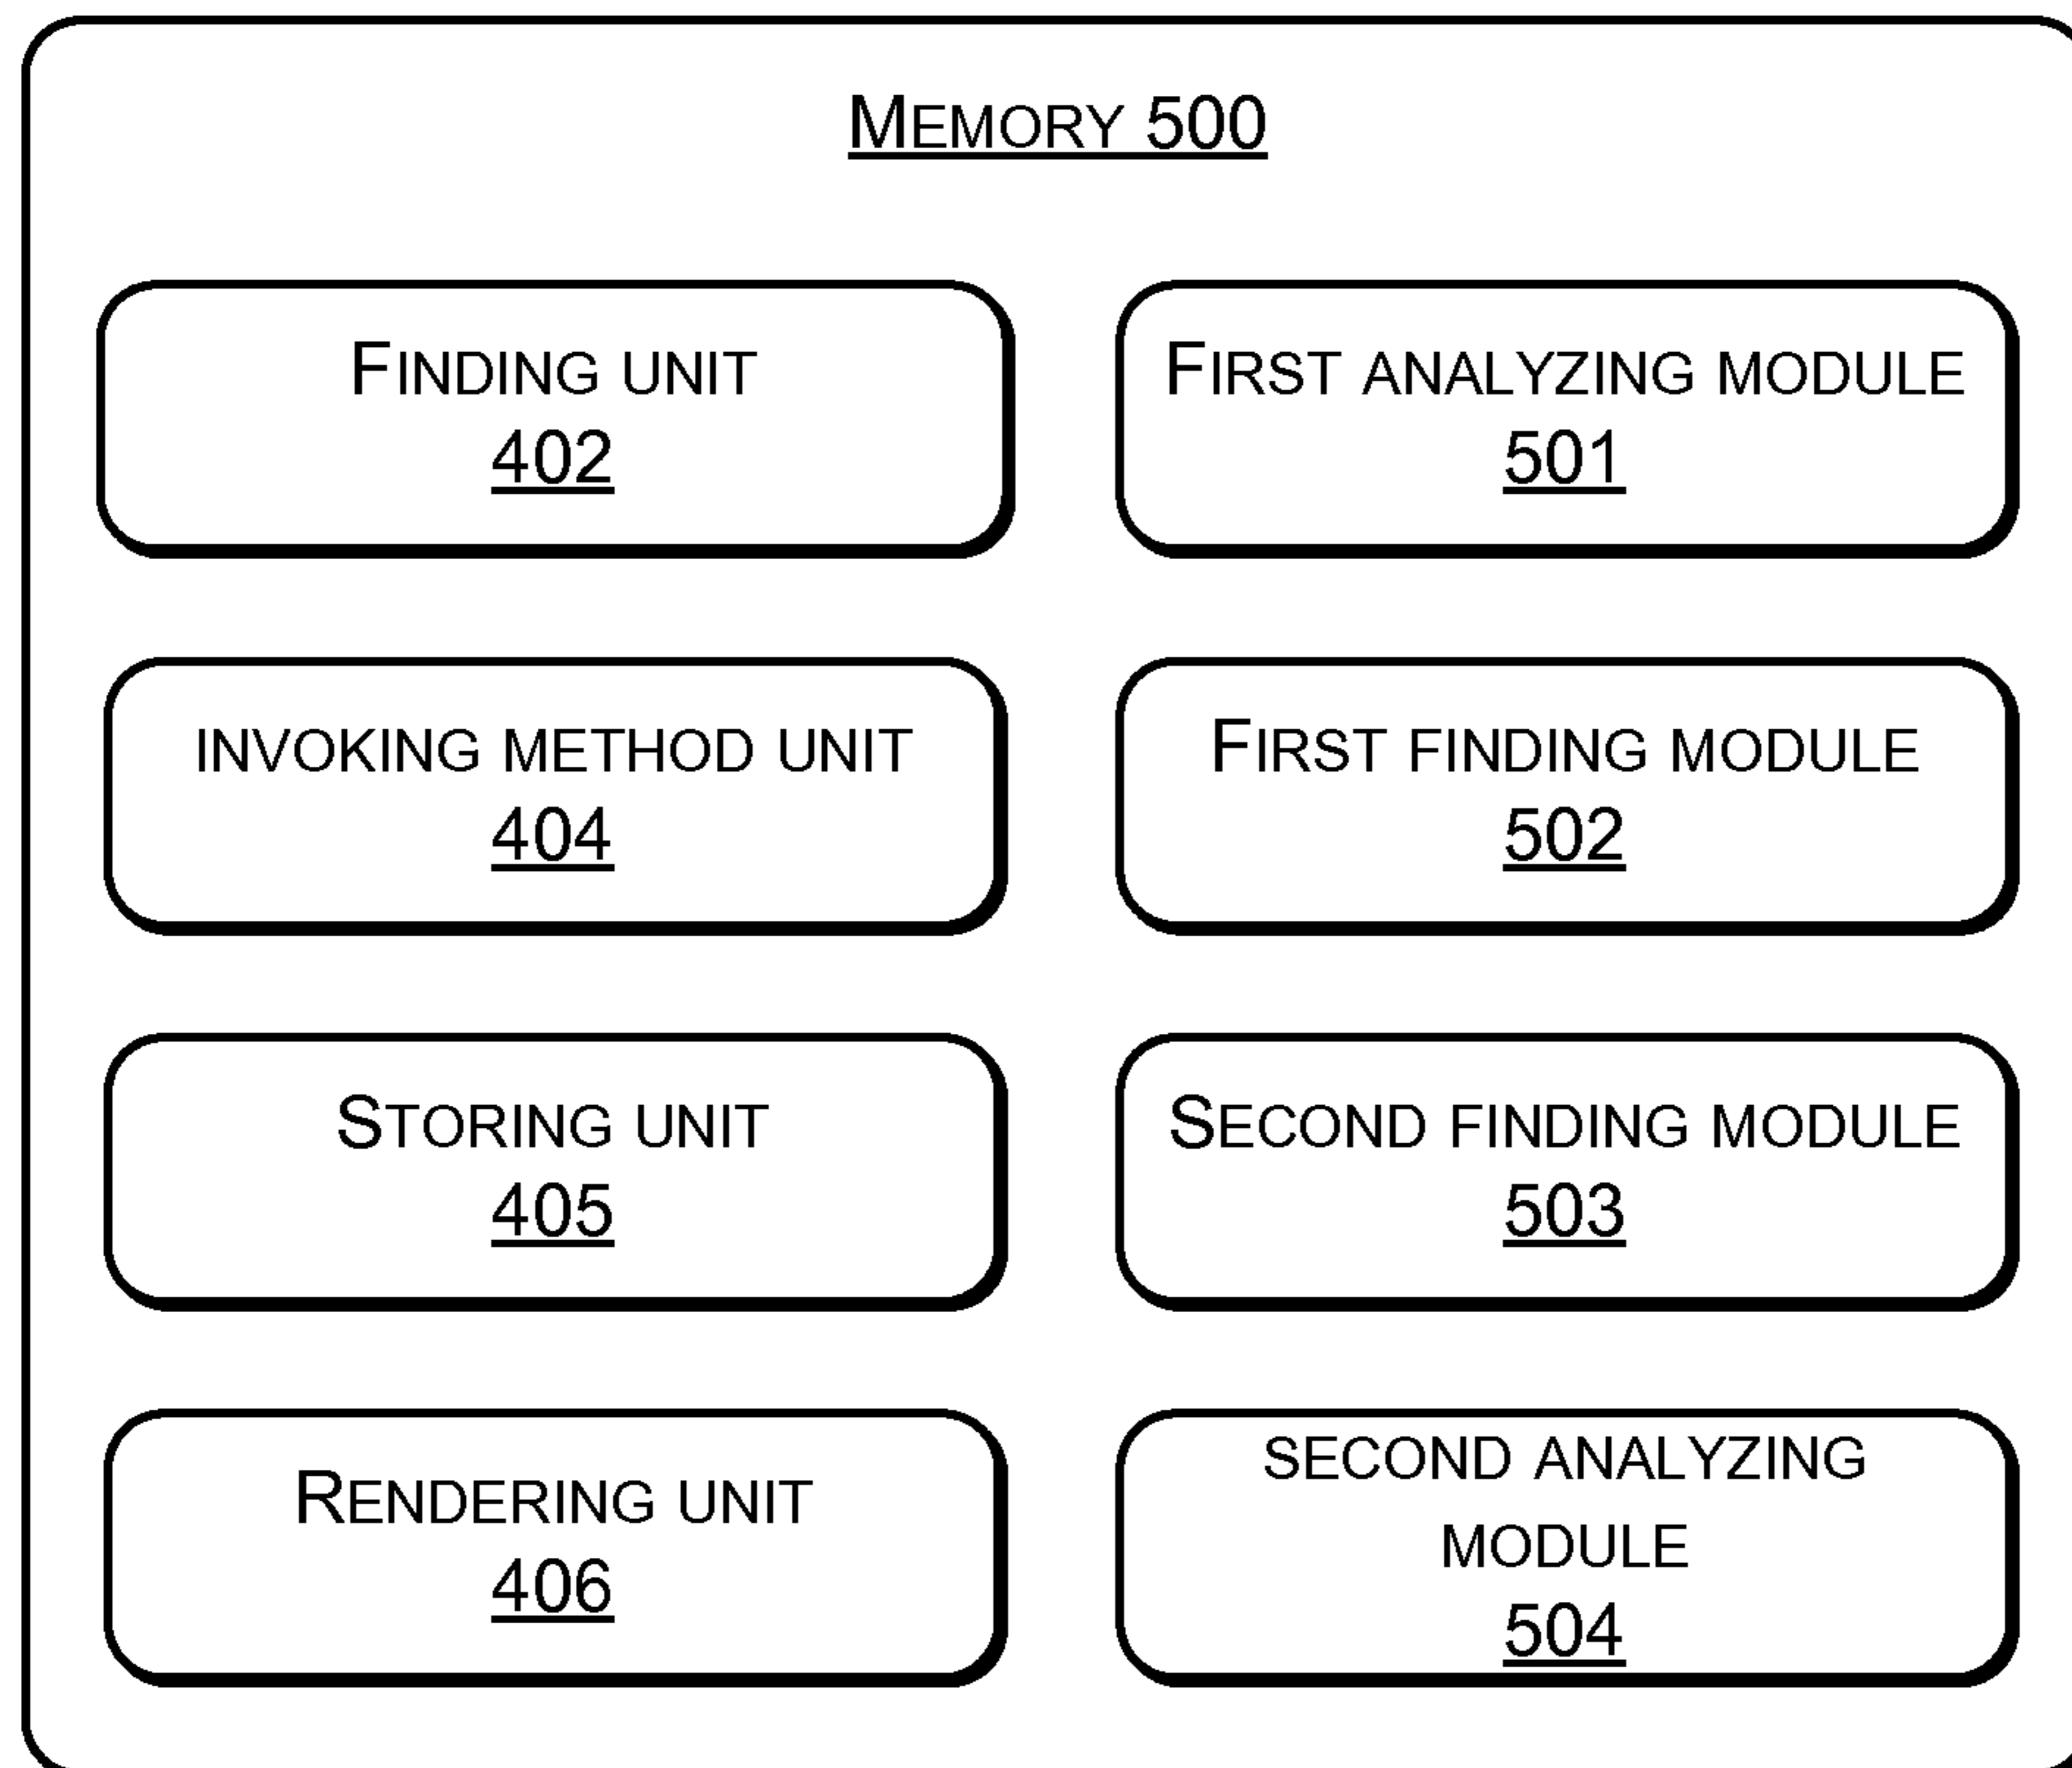 MEMORY 500
FINDING UNIT
402
FIRST ANALYZING MODULE
501
INVOKING METHOD UNIT
404
FIRST FINDING MODULE
502
STORING UNIT
405
SECOND FINDING MODULE
503
RENDERING UNIT
406
SECOND ANALYZING
MODULE
504